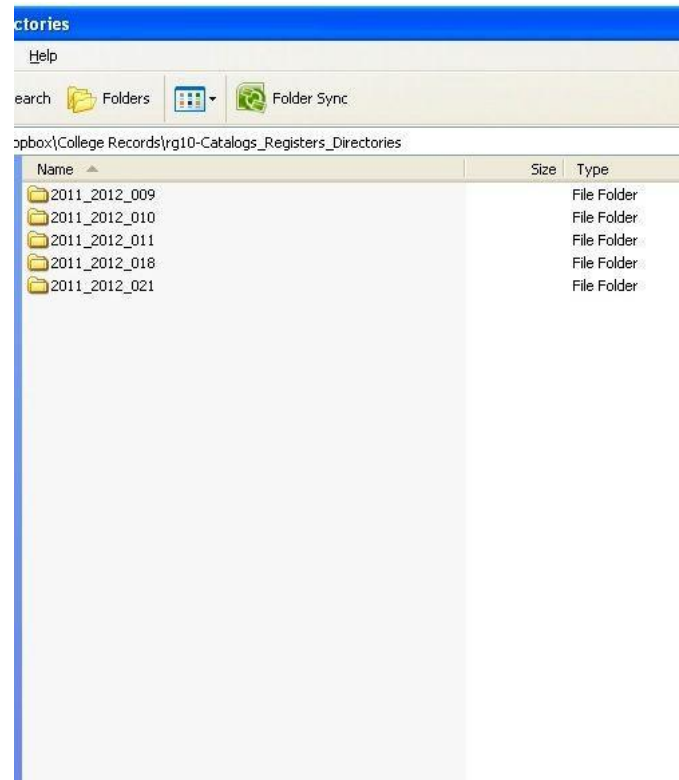 ctories
Help
earch Folders Folder Sync
opbox\College Records\rg10-Catalogs_Registers_Directories
Name Size Type
2011_2012_009 File Folder
2011_2012_010 File Folder
2011_2012_011 File Folder
2011_2012_018 File Folder
2011_2012_021 File Folder